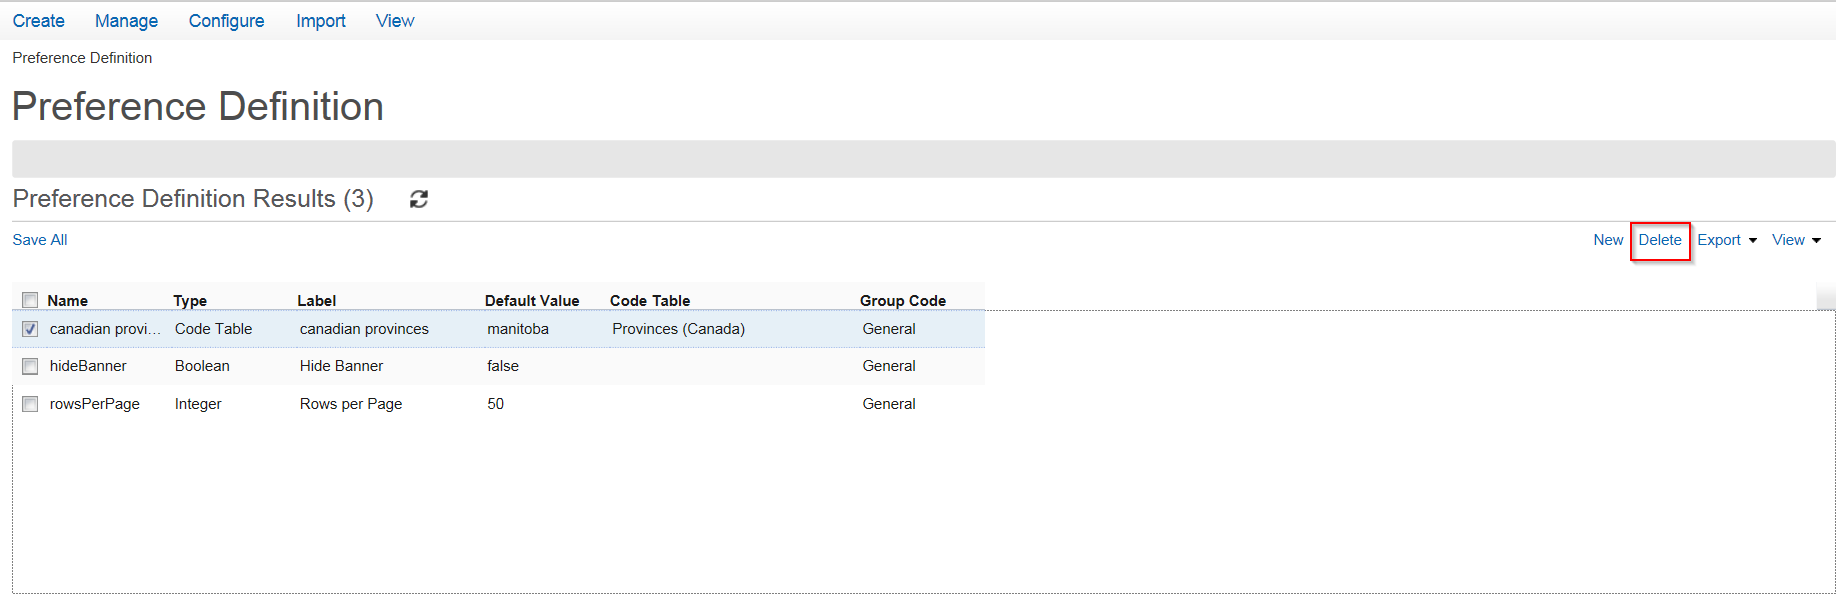 Create Manage Configure Import View
Preference Definition
Preference Definition
Preference Definition Results (3)
Save All New Delete Export View
Name Type Label Default Value Code Table Group Code
canadian provi... Code Table canadian provinces manitoba Provinces (Canada) General
hideBanner Boolean Hide Banner false General
rowsPerPage Integer Rows per Page 50 General